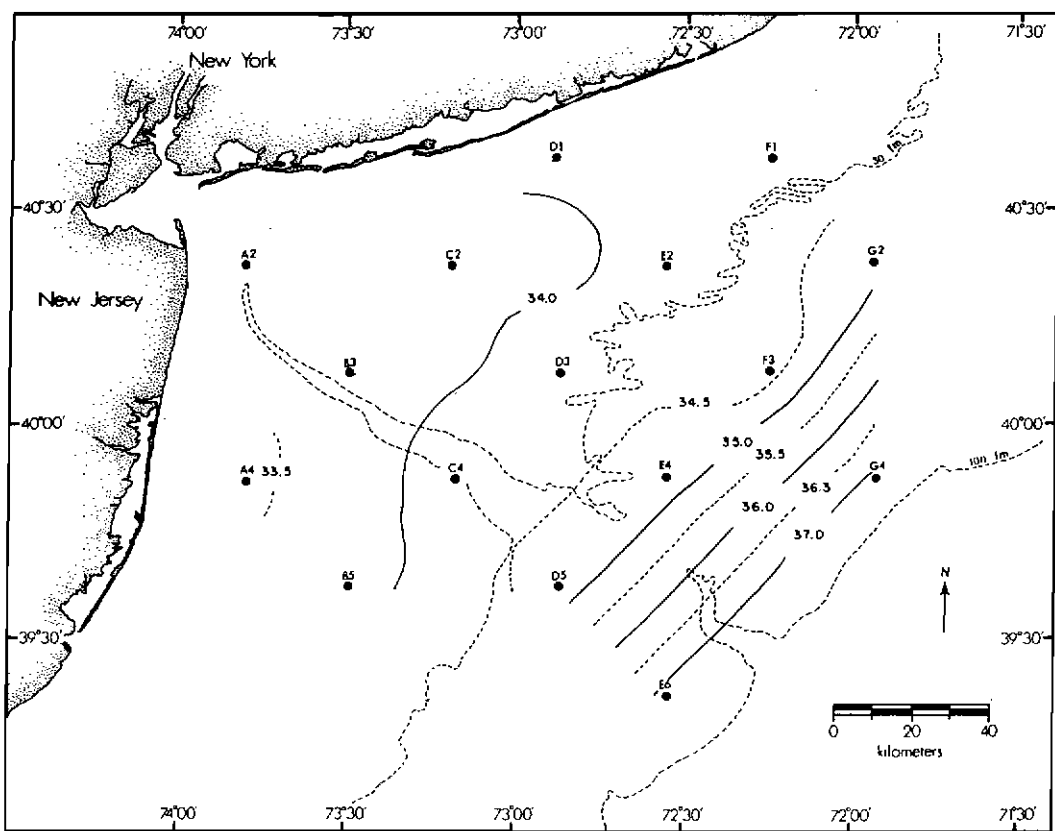 74°00'
73°30'
73°00'
72°30'
72°00'
71°30'
New York
D1
F1
30 fm
40°30'
40°30'
A2
C2
E2
G2
New Jersey
34.0
B3
D3
F3
34.5
40°00'
40°00'
35.0
35.5
100 fm
A4
33.5
C4
E4
36.3
G4
36.0
37.0
B5
D5
N
39°30'
39°30'
E6
0 20 40
kilometers
74°00'
73°30'
73°00'
72°30'
72°00'
71°30'